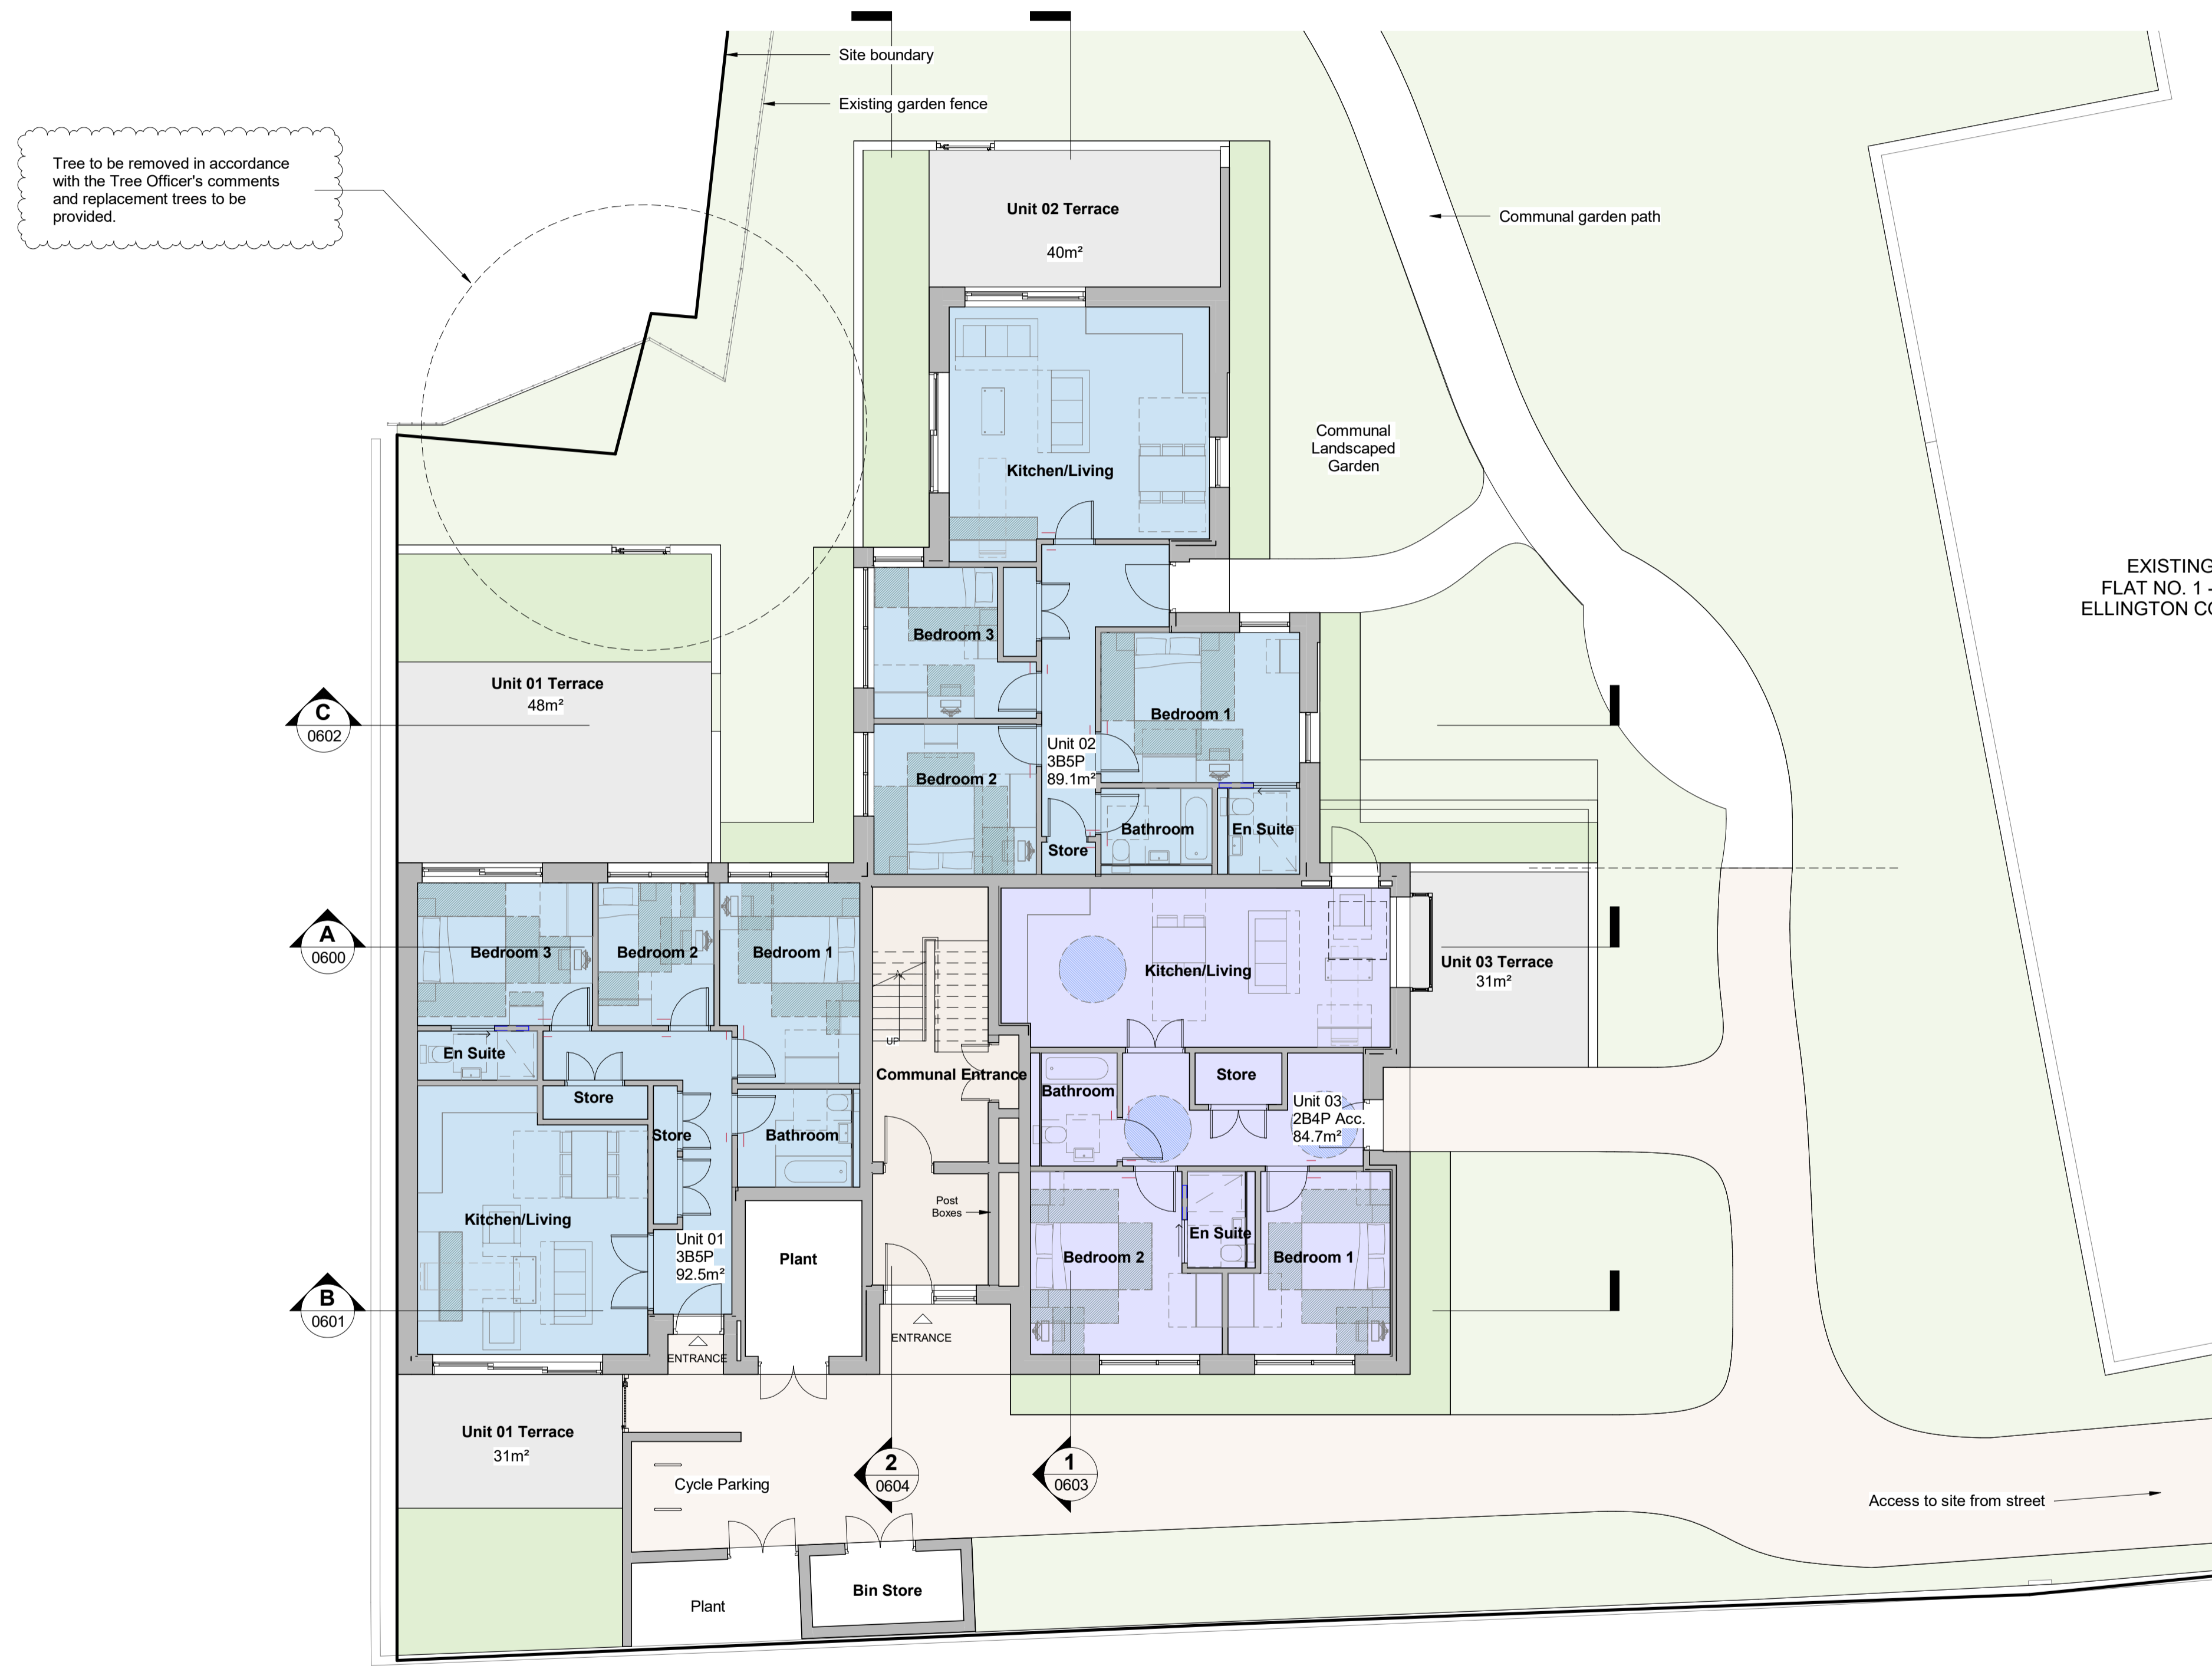 Site boundary
Existing garden fence
Tree to be removed in accordance
with the Tree Officer's comments
and replacement trees to be
provided.
Unit 02 Terrace
40m²
Communal garden path
Communal
Landscaped
Garden
Kitchen/Living
EXISTING
FLAT NO. 1 -
ELLINGTON CO
Bedroom 3
Unit 01 Terrace
48m²
C
0602
Bedroom 1
Unit 02
3B5P
89.1m²
Bedroom 2
Bathroom
En Suite
Store
A
0600
Bedroom 3
Bedroom 2
Bedroom 1
Kitchen/Living
Unit 03 Terrace
31m²
UP
En Suite
Communal Entrance
Store
Bathroom
Store
Store
Bathroom
Unit 03
2B4P Acc.
84.7m²
Post
Boxes
Kitchen/Living
Unit 01
3B5P
92.5m²
Plant
Bedroom 2
En Suite
Bedroom 1
B
0601
ENTRANCE
ENTRANCE
Unit 01 Terrace
31m²
Cycle Parking
2
0604
1
0603
Access to site from street
Bin Store
Plant